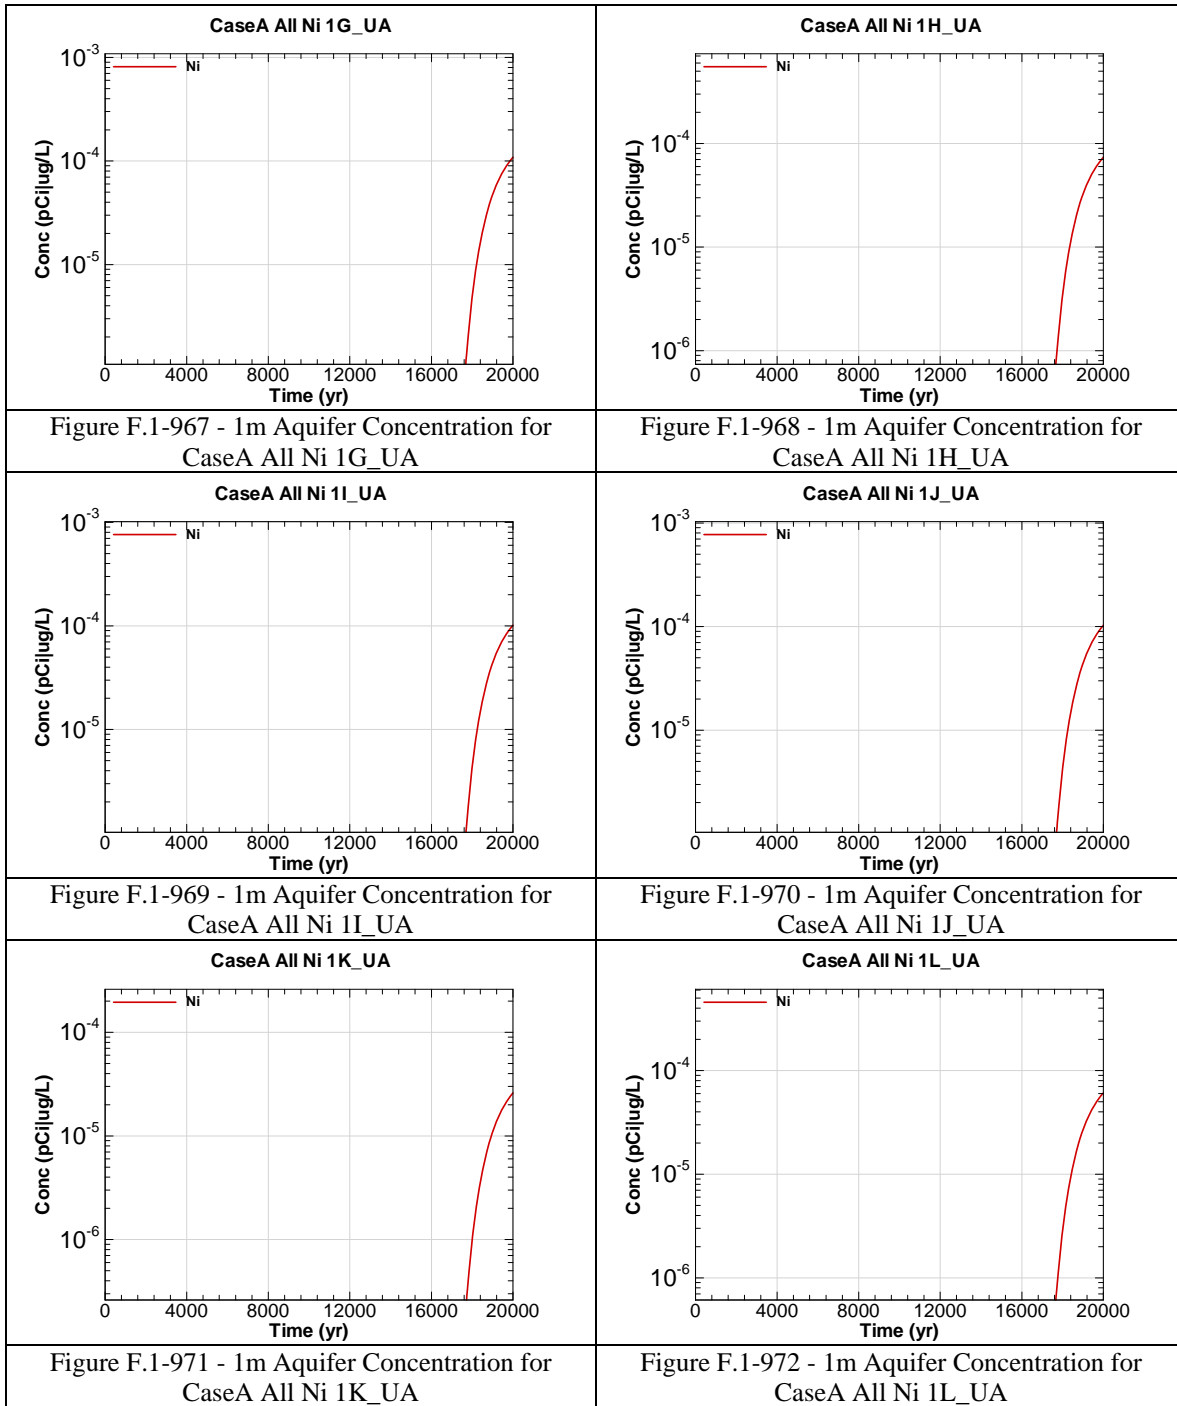 CaseA All Ni 1G_UA
Ni
10-3
10-4
10-5
Conc (pCi|ug/L)
0 4000 8000 12000 16000 20000
Time (yr)
Figure F.1-967 - 1m Aquifer Concentration for
CaseA All Ni 1G_UA
CaseA All Ni 1H_UA
Ni
10-4
10-5
10-6
Conc (pCi|ug/L)
0 4000 8000 12000 16000 20000
Time (yr)
Figure F.1-968 - 1m Aquifer Concentration for
CaseA All Ni 1H_UA
CaseA All Ni 1I_UA
Ni
10-3
10-4
10-5
Conc (pCi|ug/L)
0 4000 8000 12000 16000 20000
Time (yr)
Figure F.1-969 - 1m Aquifer Concentration for
CaseA All Ni 1I_UA
CaseA All Ni 1J_UA
Ni
10-3
10-4
10-5
Conc (pCi|ug/L)
0 4000 8000 12000 16000 20000
Time (yr)
Figure F.1-970 - 1m Aquifer Concentration for
CaseA All Ni 1J_UA
CaseA All Ni 1K_UA
Ni
10-4
10-5
10-6
Conc (pCi|ug/L)
0 4000 8000 12000 16000 20000
Time (yr)
Figure F.1-971 - 1m Aquifer Concentration for
CaseA All Ni 1K_UA
CaseA All Ni 1L_UA
Ni
10-4
10-5
10-6
Conc (pCi|ug/L)
0 4000 8000 12000 16000 20000
Time (yr)
Figure F.1-972 - 1m Aquifer Concentration for
CaseA All Ni 1L_UA